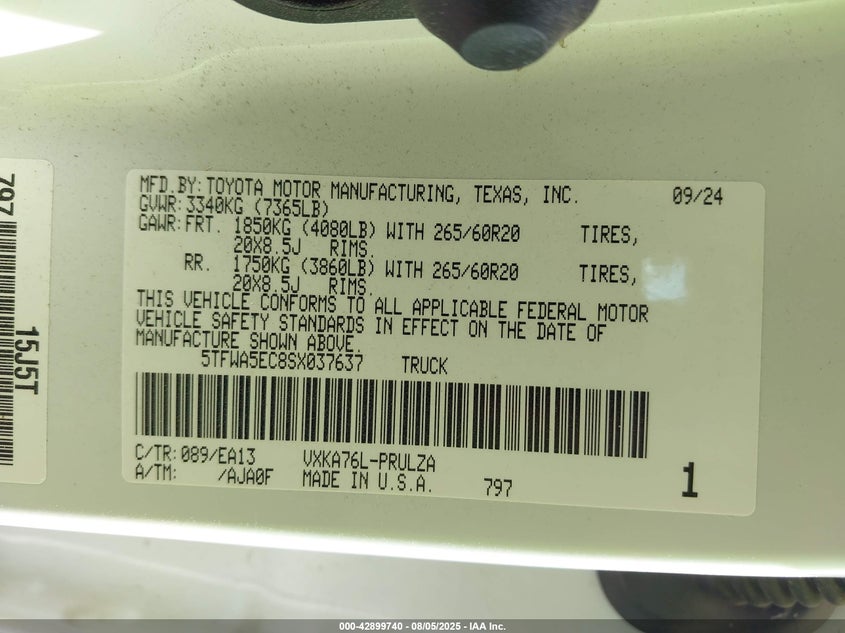 MFD.BY: TOYOTA MOTOR MANUFACTURING, TEXAS, INC. 09/24
GVWR: 3340KG (7365LB)
GAWR: FRT. 1850KG (4080LB) WITH 265/60R20 TIRES,
20X8.5J RIMS.
RR. 1750KG (3860LB) WITH 265/60R20 TIRES,
20X8.5J RIMS.
THIS VEHICLE CONFORMS TO ALL APPLICABLE FEDERAL MOTOR
VEHICLE SAFETY STANDARDS IN EFFECT ON THE DATE OF
MANUFACTURE SHOWN ABOVE.
5TFWA5EC8SX037637 TRUCK
C/TR: 089/EA13 VXKA76L-PRULZA
A/TM: /AJA0F MADE IN U.S.A. 797 1
797
15J5T
000-42899740 - 08/05/2025 - IAA Inc.